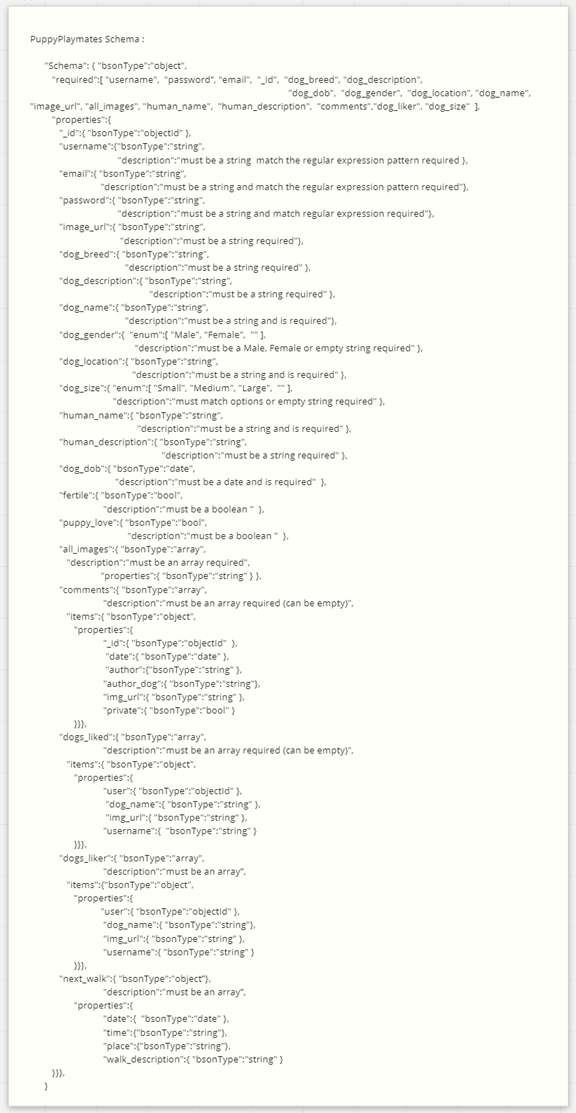 PuppyPlaymates Schema :
"Schema": { "bsonType":"object",
"required":[ "username", "password", "email", "_id", "dog_breed", "dog_description",
"dog_dob", "dog_gender", "dog_location", "dog_name",
"image_url", "all_images", "human_name", "human_description", "comments","dog_liker", "dog_size" ],
"properties":{
"_id":{ "bsonType":"objectId" },
"username":{"bsonType":"string",
"description":"must be a string match the regular expression pattern required },
"email":{ "bsonType":"string",
"description":"must be a string and match the regular expression pattern required"},
"password":{ "bsonType":"string",
"description":"must be a string and match regular expression required"},
"image_url":{ "bsonType":"string",
"description":"must be a string required"},
"dog_breed":{ "bsonType":"string",
"description":"must be a string required" },
"dog_description":{ "bsonType":"string",
"description":"must be a string required" },
"dog_name":{ "bsonType":"string",
"description":"must be a string and is required"},
"dog_gender":{ enum":[ "Male", "Female", "" ],
"description":"must be a Male, Female or empty string required" },
"dog_location":{ "bsonType":"string",
"description":"must be a string and is required" },
"dog_size":{ "enum":[ "Small", "Medium", "Large", "" ],
"description":"must match options or empty string required" },
"human_name":{ "bsonType":"string",
"description":"must be a string and is required" },
"human_description":{ "bsonType":"string",
"description":"must be a string required" },
"dog_dob":{ "bsonType":"date",
"description":"must be a date and is required" },
"fertile":{ "bsonType":"bool",
"description":"must be a boolean " },
"puppy_love":{ "bsonType":"bool",
"description":"must be a boolean " },
"all_images":{ "bsonType":"array",
"description":"must be an array required",
"properties":{ "bsonType":"string" } },
"comments":{ "bsonType":"array",
"description":"must be an array required (can be empty)",
"items":{ "bsonType":"object",
"properties":{
"_id":{ "bsonType":"objectId" },
"date":{ "bsonType":"date" },
"author":{"bsonType":"string" },
"author_dog":{ "bsonType":"string"},
"img_url":{ "bsonType":"string" },
"private":{ "bsonType":"bool" }
}}},
"dogs_liked":{ "bsonType":"array",
"description":"must be an array required (can be empty)",
"items":{ "bsonType":"object",
"properties":{
"user":{ "bsonType":"objectId" },
"dog_name":{ "bsonType":"string" },
"img_url":{ "bsonType":"string" },
"username":{ "bsonType":"string" }
}}},
"dogs_liker":{ "bsonType":"array",
"description":"must be an array",
"items":{"bsonType":"object",
"properties":{
"user":{ "bsonType":"objectId" },
"dog_name":{ "bsonType":"string"},
"img_url":{ "bsonType":"string" },
"username":{ "bsonType":"string" }
}}},
"next_walk":{ "bsonType":"object"},
"description":"must be an array",
"properties":{
"date":{ "bsonType":"date" },
"time":{"bsonType":"string"},
"place":{"bsonType":"string"},
"walk_description":{ "bsonType":"string" }
}}},
}